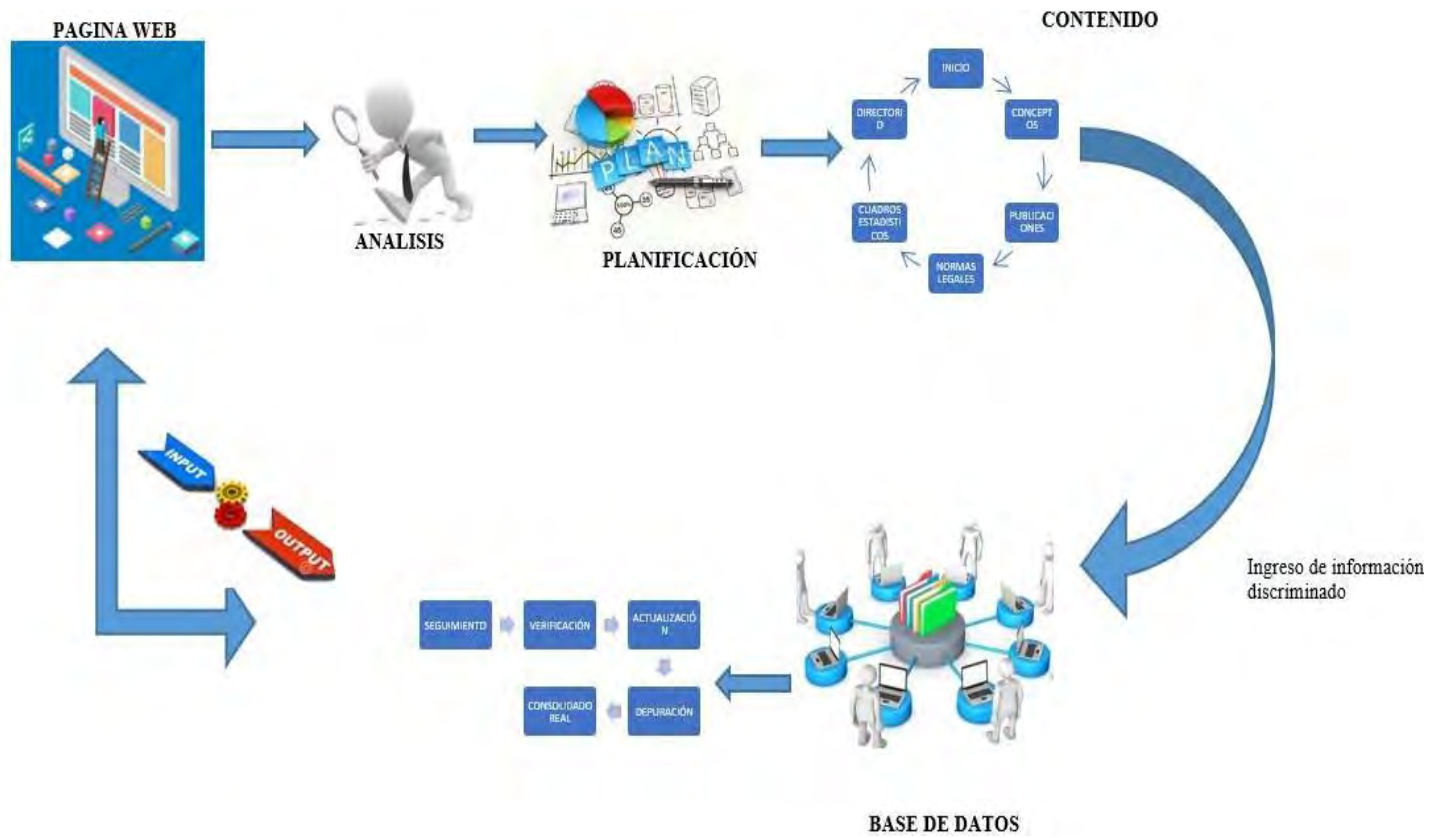 PAGINA WEB
CONTENIDO
INICIO
DIRECTORI
O
CONCEPT
OS
PLAN
CUADROS
ESTADISTI
COS
PUBLICACI
ONES
NORMAS
LEGALES
ANALISIS
PLANIFICACIÓN
INPUT
OUTPUT
Ingreso de información
discriminado
SEGUIMIENTO
VERIFICACIÓN
ACTUALIZACIÓ
N
CONSOLIDADO
REAL
DEPURACIÓN
BASE DE DATOS